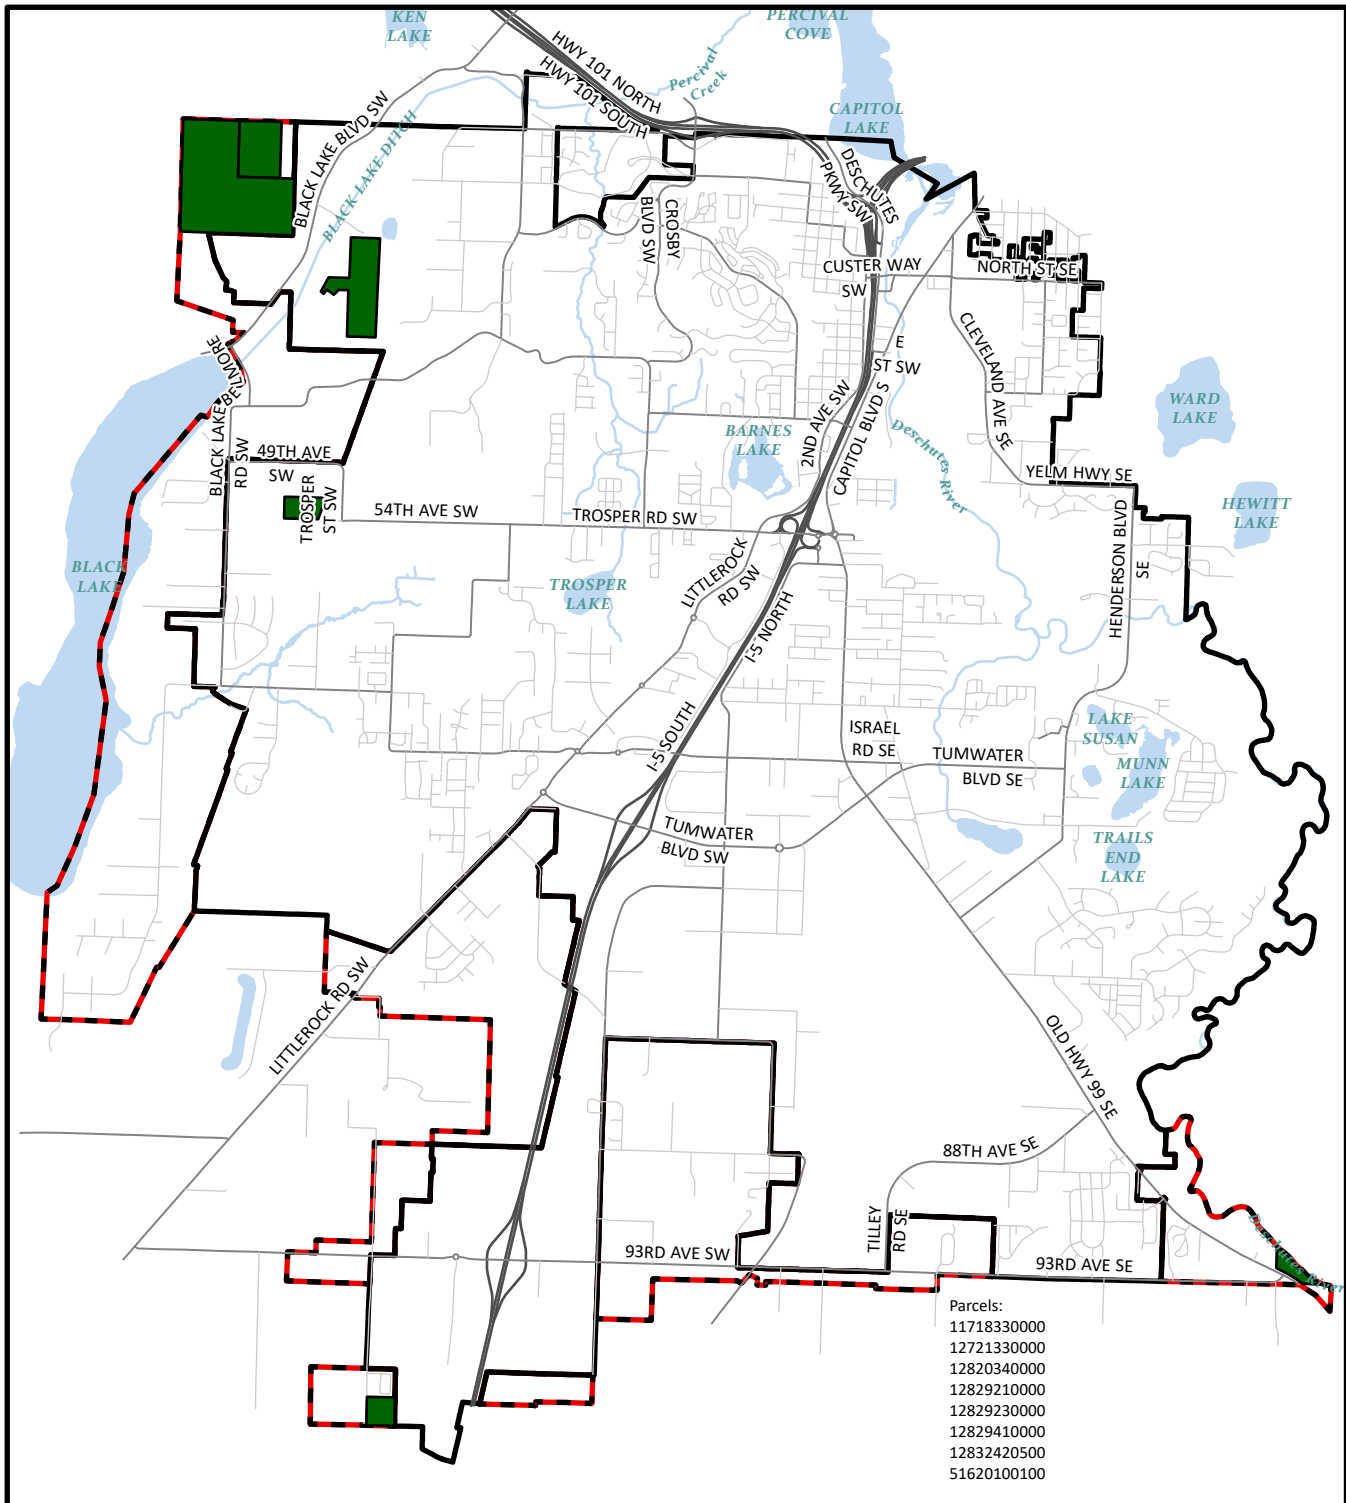 KEN
LAKE
PERCIVAL
COVE
HWY 101 NORTH
HWY 101 SOUTH
Percival
Creek
CAPITOL
LAKE
BLACK LAKE BLVD SW
BLACK LAKE DITCH
DESCHUTES
PKWY SW
CROSBY
BLVD SW
CUSTER WAY
SW
NORTH ST SE
CLEVELAND AVE SE
E
ST SW
BLACK LAKE BELMORE
RD SW
WARD
LAKE
BARNES
LAKE
2ND AVE SW
CAPITOL BLVD S
Deschutes River
49TH AVE
SW
YELM HWY SE
HEWITT
LAKE
TROSPER
ST SW
54TH AVE SW
TROSPER RD SW
HENDERSON BLVD
SE
BLACK
LAKE
TROSPER
LAKE
LITTLEROCK
RD SW
I-5 NORTH
I-5 SOUTH
ISRAEL
RD SE
LAKE
SUSAN
TUMWATER
BLVD SE
MUNN
LAKE
TUMWATER
BLVD SW
TRAILS
END
LAKE
LITTLEROCK RD SW
OLD HWY 99 SE
88TH AVE SE
TILLEY
RD SE
93RD AVE SW
93RD AVE SE
Deschutes River
Parcels:
11718330000
12721330000
12820340000
12829210000
12829230000
12829410000
12832420500
51620100100